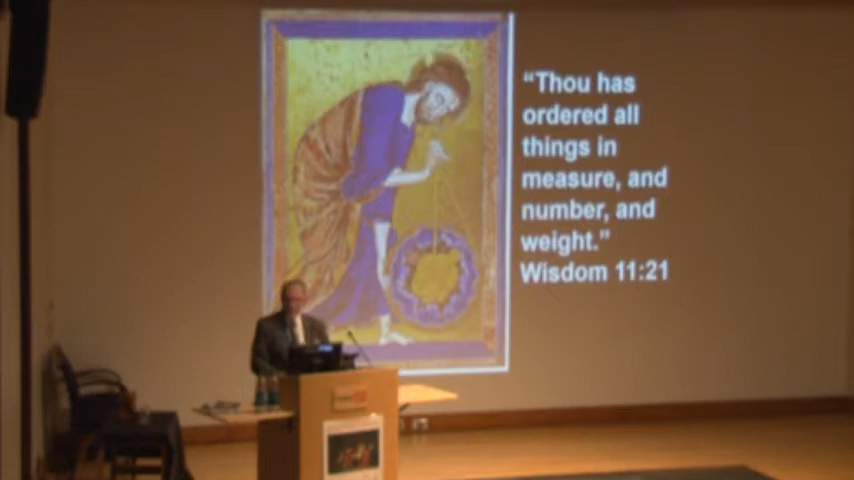 “Thou has
ordered all
things in
measure, and
number, and
weight.”
Wisdom 11:21